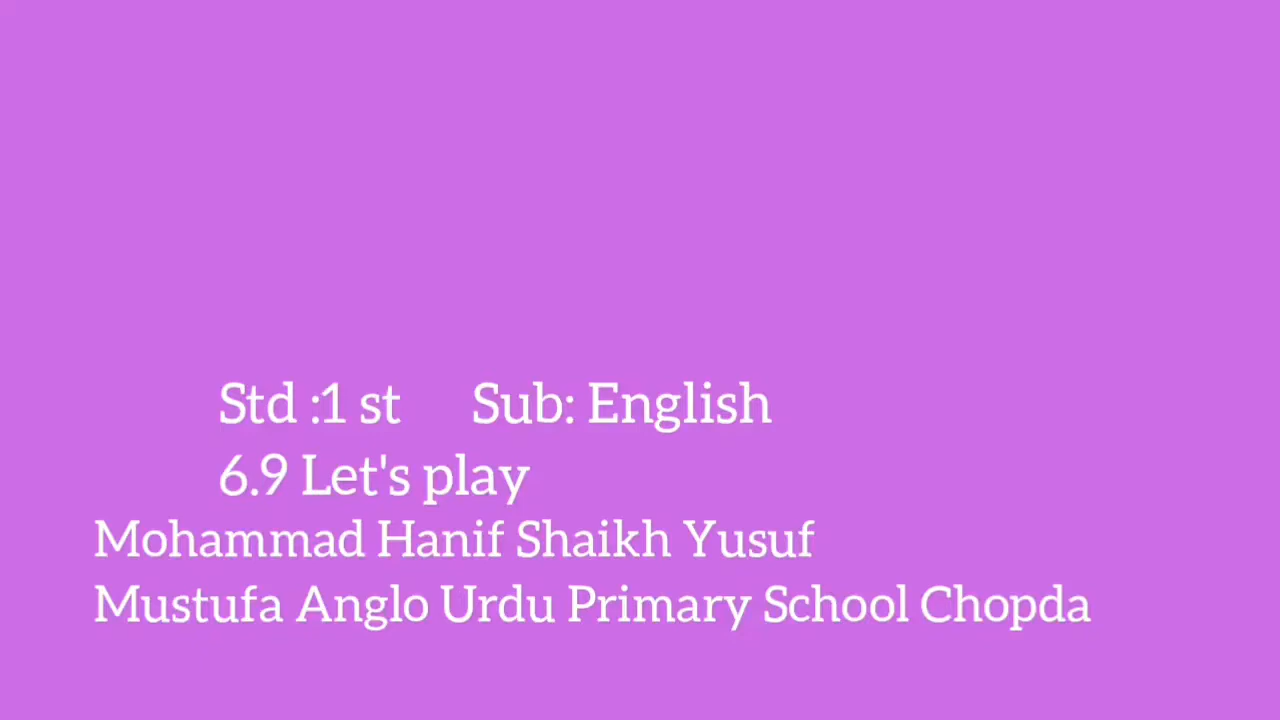 Std :1 st Sub: English
6.9 Let's play
Mohammad Hanif Shaikh Yusuf
Mustufa Anglo Urdu Primary School Chopda